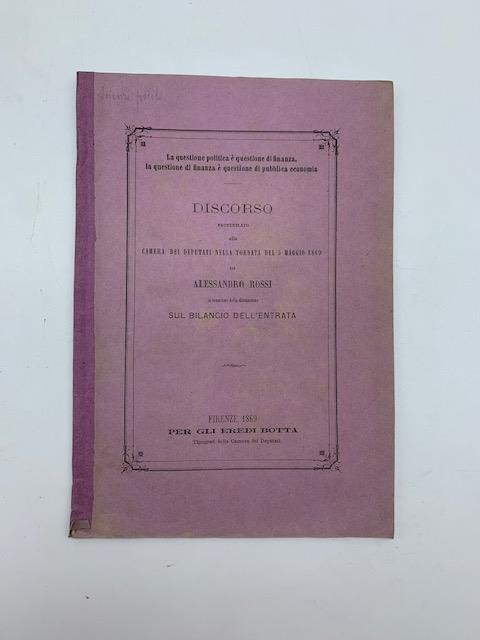 La questione politica è questione di finanza,
la questione di finanza è questione di pubblica economia
DISCORSO
PRONUNZIATO
alla
CAMERA DEI DEPUTATI NELLA TORNATA DEL 5 MAGGIO 1869
DA
ALESSANDRO ROSSI
in occasione della discussione
SUL BILANCIO DELL'ENTRATA
FIRENZE 1869
PER GLI EREDI BOTTA
Tipografi della Camera dei Deputati